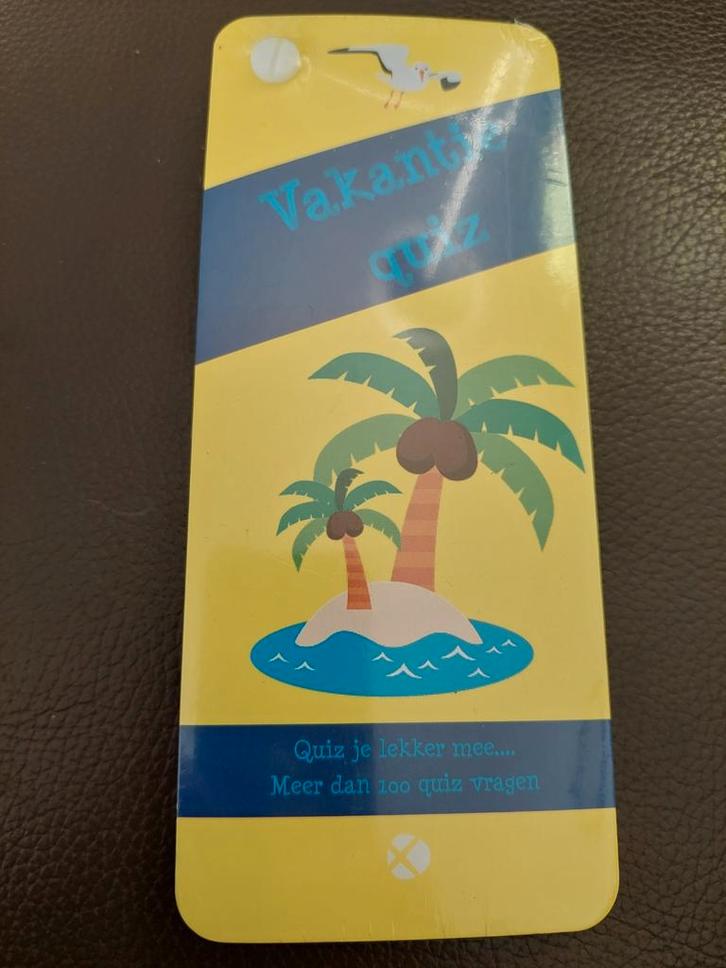 Vakantie
quiz
Quiz je lekker mee....
Meer dan 100 quiz vragen